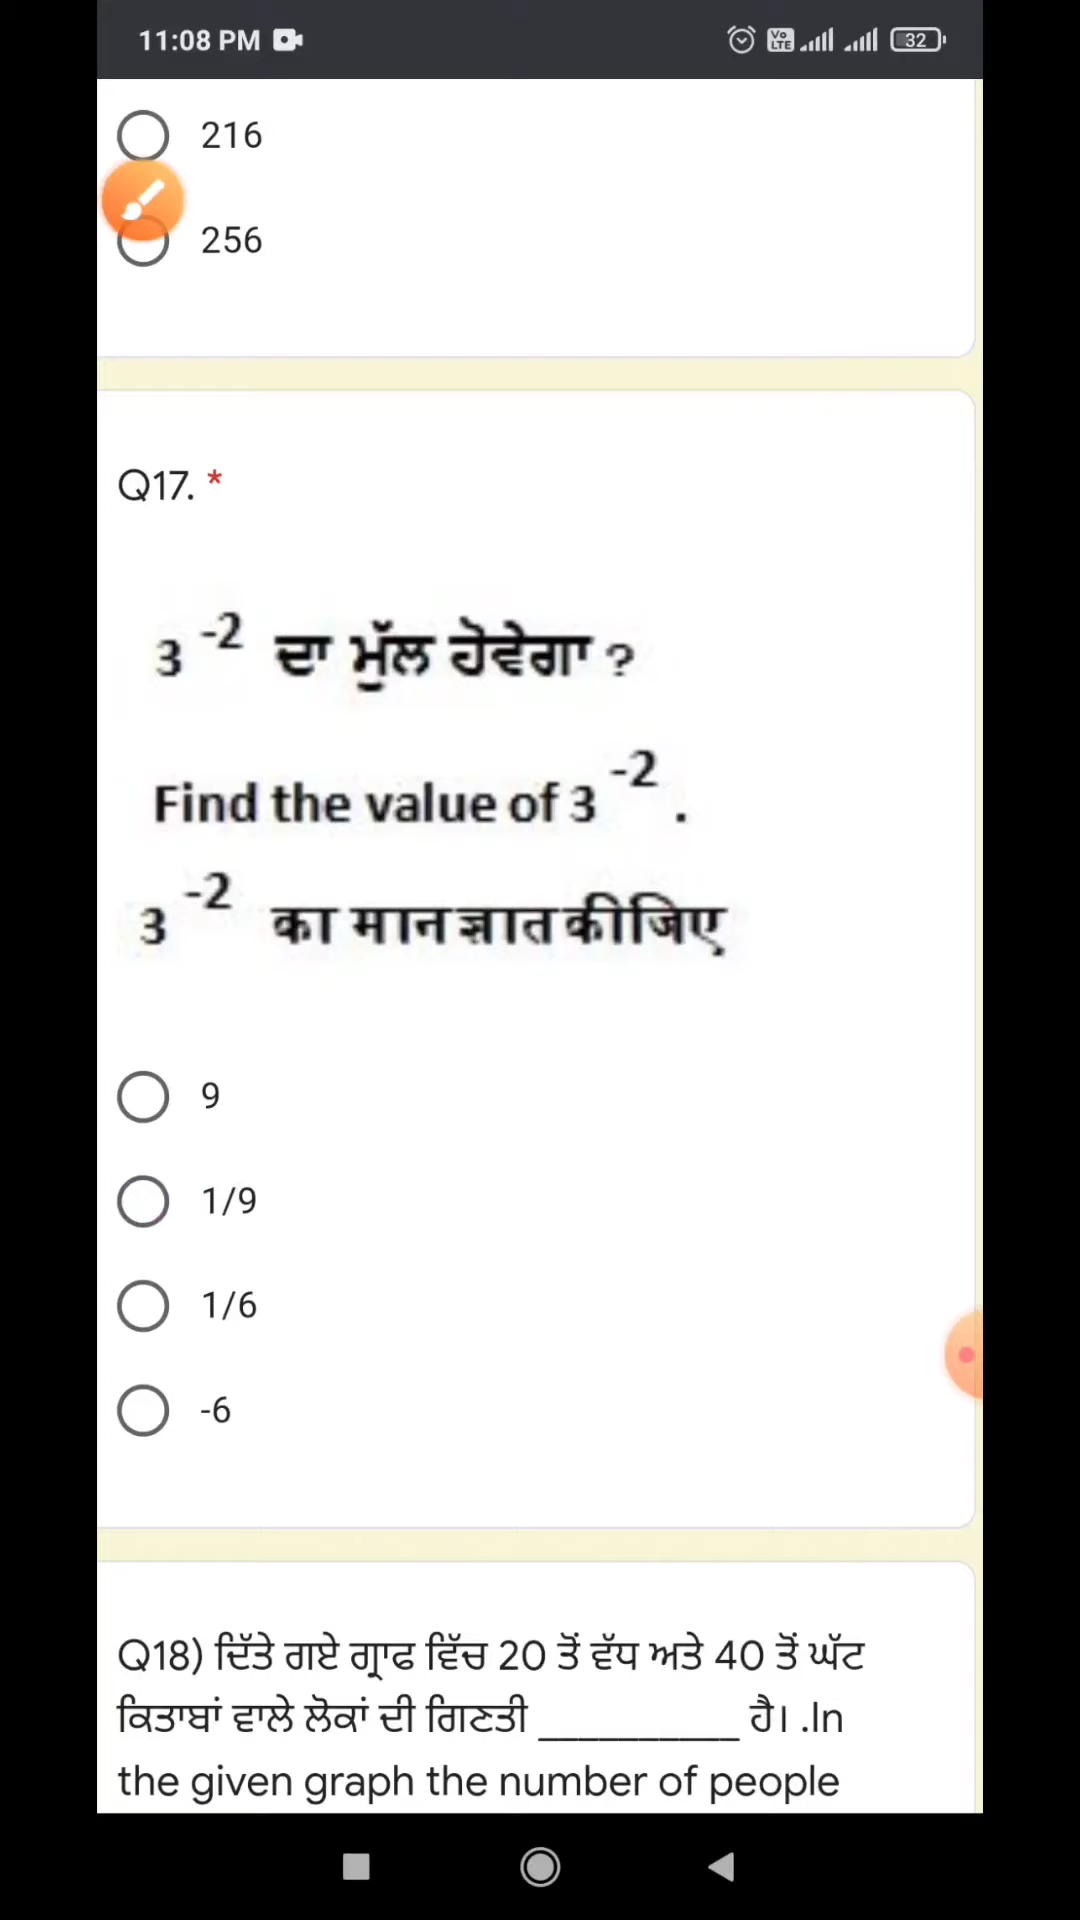 11:08 PM
Vo LTE
32
216
256
Q17. *
3 -2 ਦਾ ਮੁੱਲ ਹੋਵੇਗਾ ?
Find the value of 3 -2 .
3 -2 का मान ज्ञात कीजिए
9
1/9
1/6
-6
Q18) ਦਿੱਤੇ ਗਏ ਗ੍ਰਾਫ ਵਿੱਚ 20 ਤੋਂ ਵੱਧ ਅਤੇ 40 ਤੋਂ ਘੱਟ
ਕਿਤਾਬਾਂ ਵਾਲੇ ਲੋਕਾਂ ਦੀ ਗਿਣਤੀ __________ ਹੈ। .In
the given graph the number of people